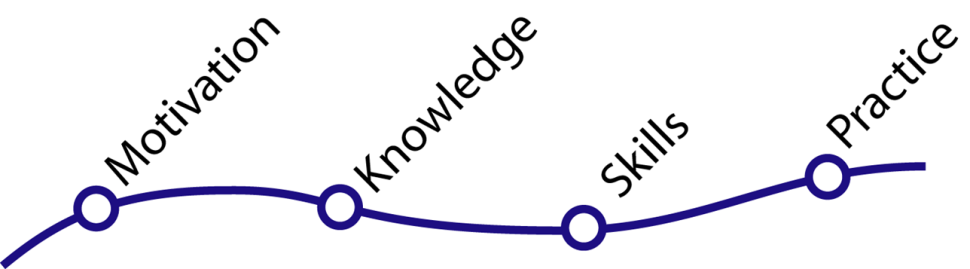 Motivation
Knowledge
Skills
Practice